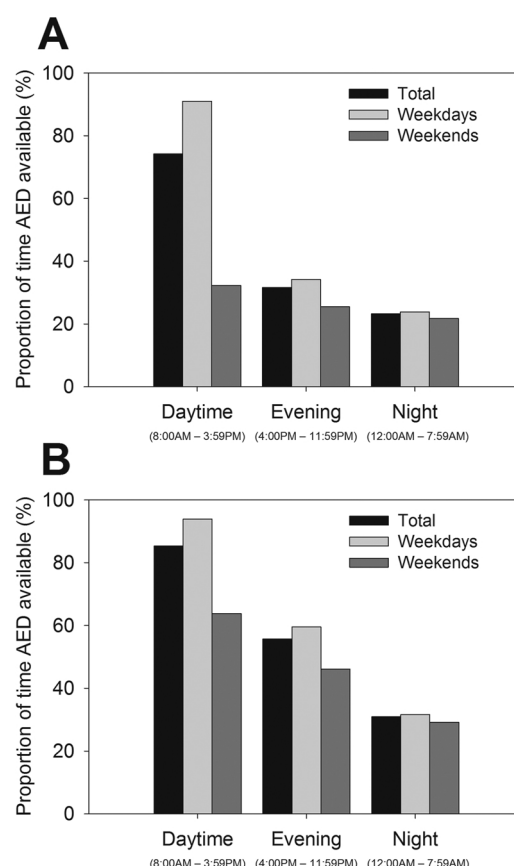 A
Proportion of time AED available (%)
100
80
60
40
20
0
Total
Weekdays
Weekends
Daytime Evening Night
(8:00AM – 3:59PM) (4:00PM – 11:59PM) (12:00AM – 7:59AM)
B
Proportion of time AED available (%)
100
80
60
40
20
0
Total
Weekdays
Weekends
Daytime Evening Night
(8:00AM – 3:59PM) (4:00PM – 11:59PM) (12:00AM – 7:59AM)